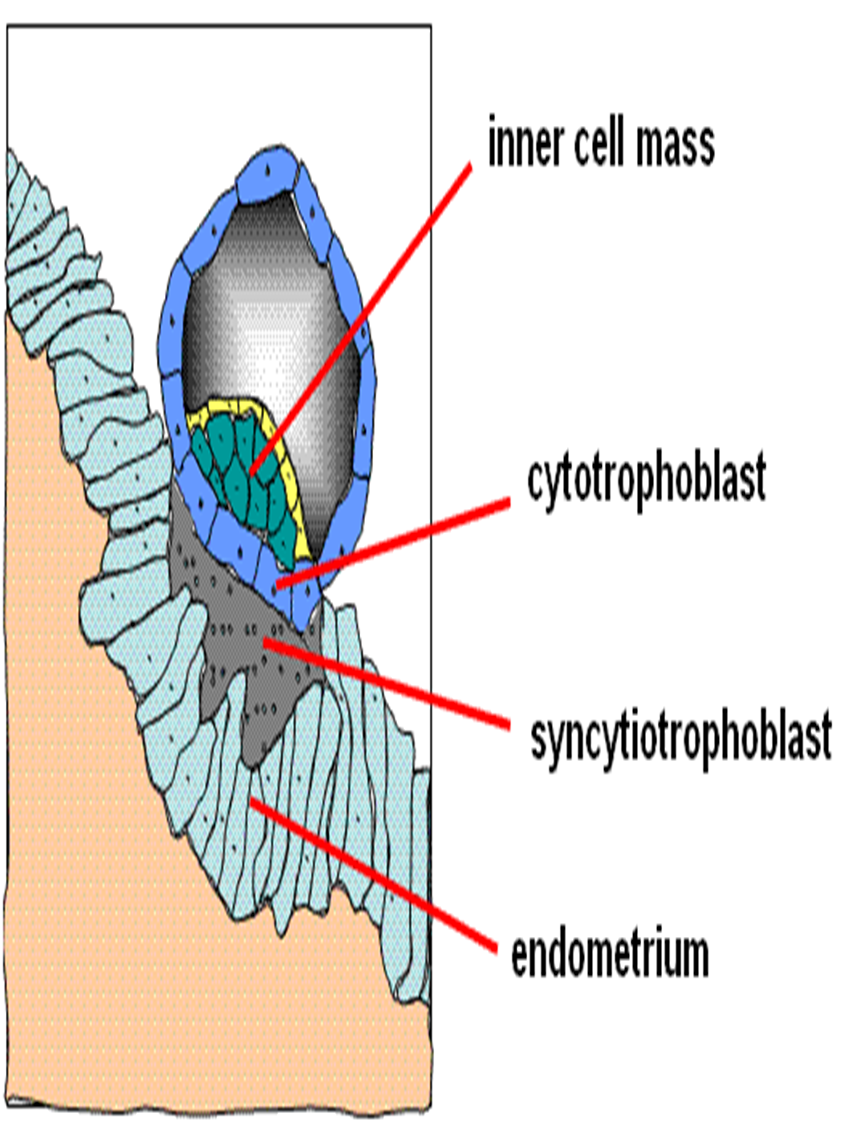 inner cell mass
cytotrophoblast
syncytiotrophoblast
endometrium